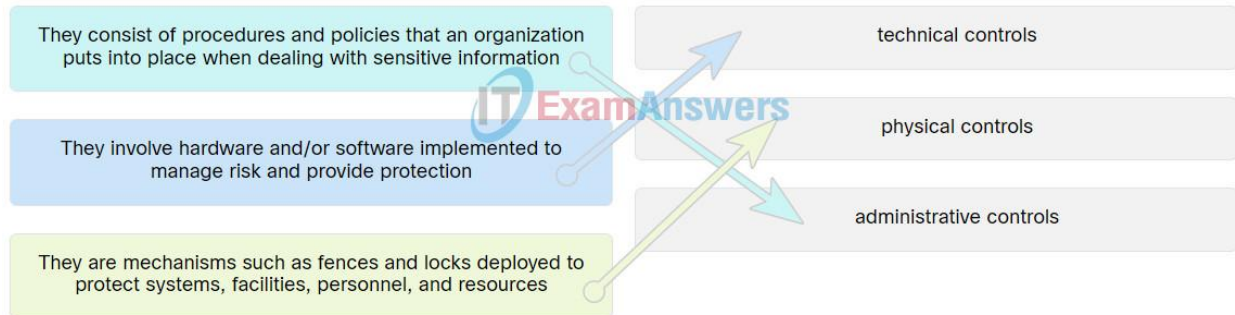 They consist of procedures and policies that an organization
puts into place when dealing with sensitive information
technical controls
IT ExamAnswers
physical controls
They involve hardware and/or software implemented to
manage risk and provide protection
administrative controls
They are mechanisms such as fences and locks deployed to
protect systems, facilities, personnel, and resources